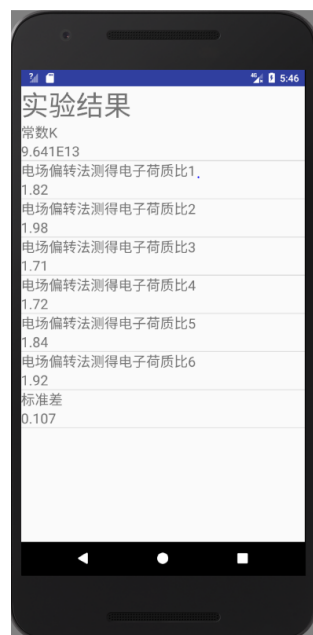 4G 5:46
实验结果
常数K
9.641E13
电场偏转法测得电子荷质比1
1.82
电场偏转法测得电子荷质比2
1.98
电场偏转法测得电子荷质比3
1.71
电场偏转法测得电子荷质比4
1.72
电场偏转法测得电子荷质比5
1.84
电场偏转法测得电子荷质比6
1.92
标准差
0.107